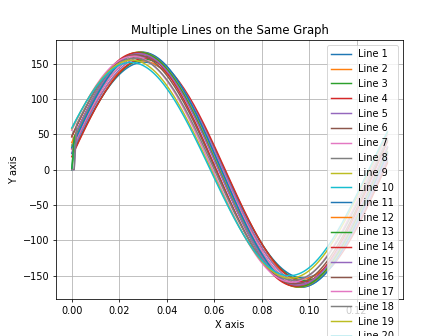 Multiple Lines on the Same Graph
Y axis
150
100
50
0
−50
−100
−150
0.00
0.02
0.04
0.06
0.08
0.10
X axis
Line 1
Line 2
Line 3
Line 4
Line 5
Line 6
Line 7
Line 8
Line 9
Line 10
Line 11
Line 12
Line 13
Line 14
Line 15
Line 16
Line 17
Line 18
Line 19
Line 20